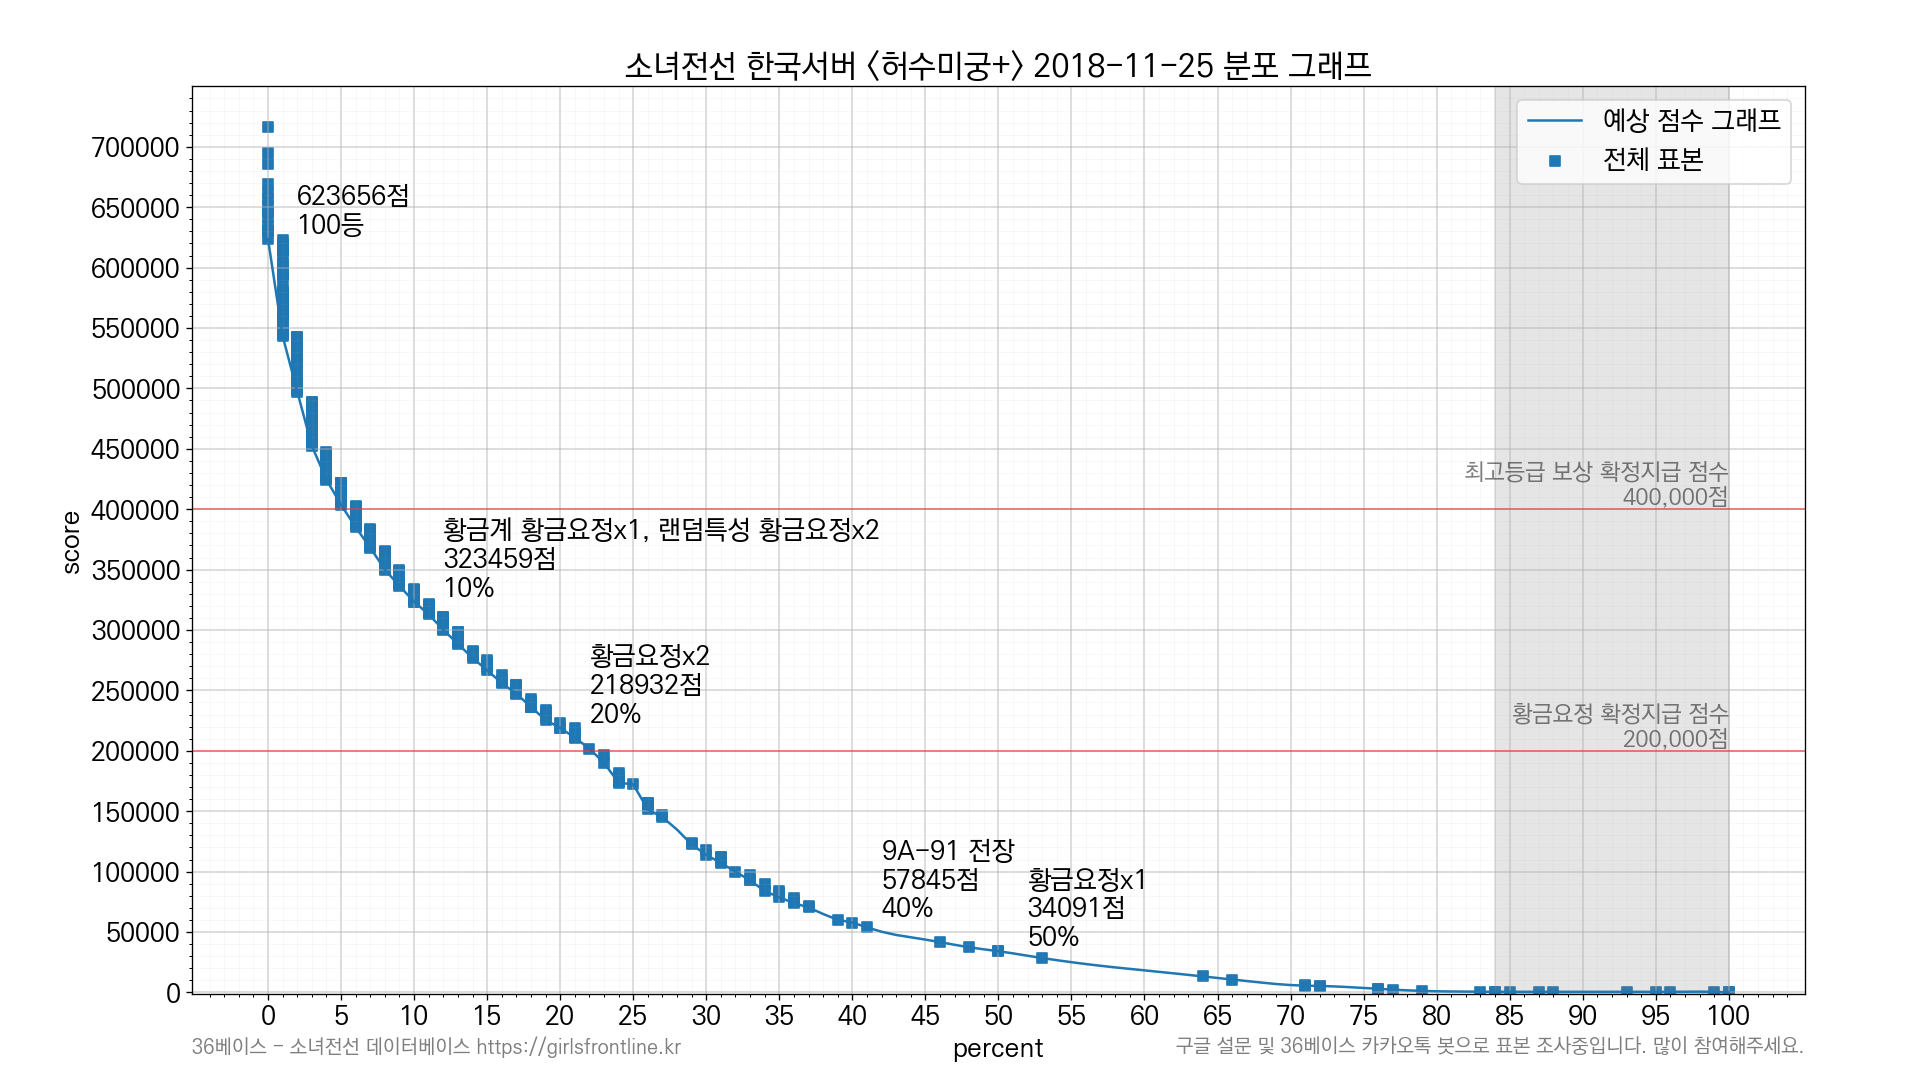 소녀전선 한국서버 <허수미궁+> 2018-11-25 분포 그래프
예상 점수 그래프
전체 표본
700000
650000
600000
550000
500000
450000
400000
350000
300000
250000
200000
150000
100000
50000
0
score
623656점
100등
최고등급 보상 확정지급 점수
400,000점
황금계 황금요정x1, 랜덤특성 황금요정x2
323459점
10%
황금요정x2
218932점
20%
황금요정 확정지급 점수
200,000점
9A-91 전장
57845점
40%
황금요정x1
34091점
50%
0 5 10 15 20 25 30 35 40 45 50 55 60 65 70 75 80 85 90 95 100
percent
36베이스 - 소녀전선 데이터베이스 https://girlsfrontline.kr
구글 설문 및 36베이스 카카오톡 봇으로 표본 조사중입니다. 많이 참여해주세요.